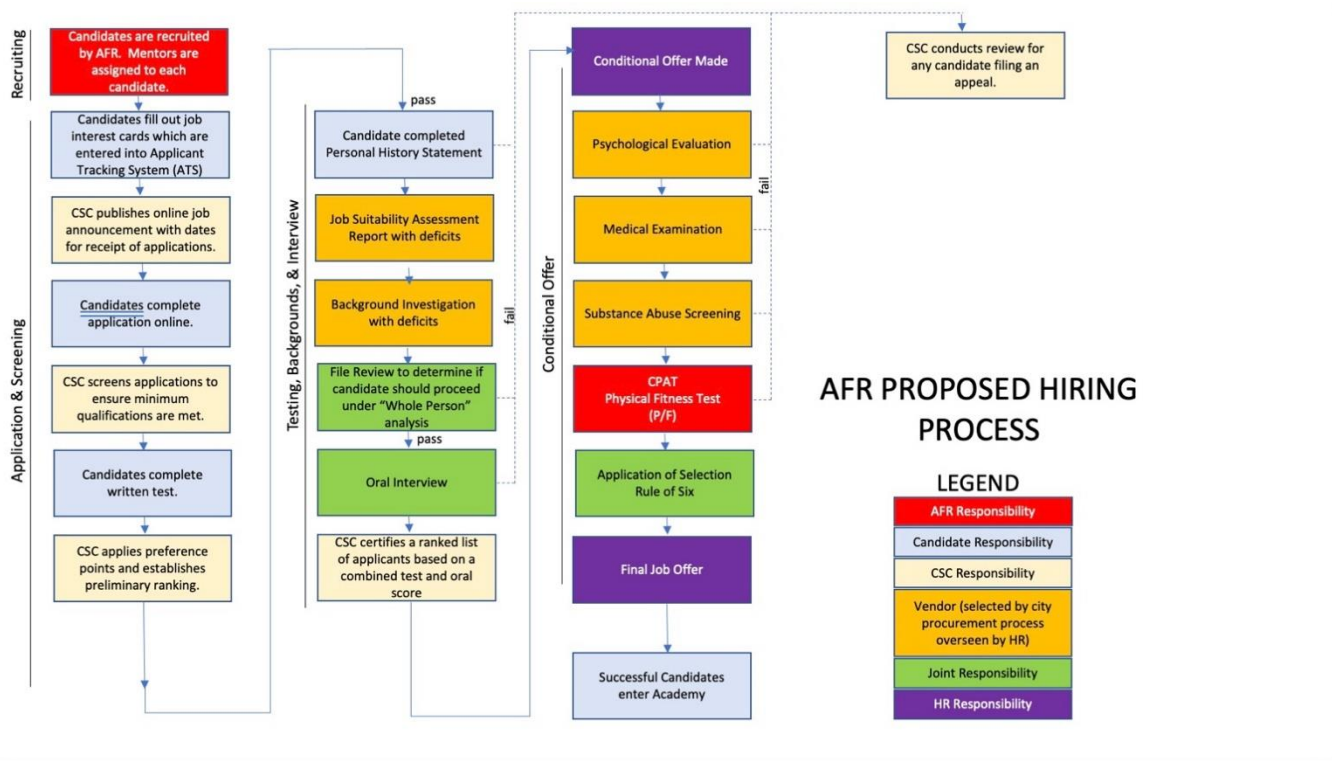 Recruiting
Candidates are recruited
by AFR.  Mentors are
assigned to each
candidate.
Application & Screening
Candidates fill out job
interest cards which are
entered into Applicant
Tracking System (ATS)
CSC publishes online job
announcement with dates
for receipt of applications.
Candidates complete
application online.
CSC screens applications to
ensure minimum
qualifications are met.
Candidates complete
written test.
CSC applies preference
points and establishes
preliminary ranking.
Testing, Backgrounds, & Interview
pass
Candidate completed
Personal History Statement
Job Suitability Assessment
Report with deficits
Background Investigation
with deficits
fail
File Review to determine if
candidate should proceed
under “Whole Person”
analysis
pass
Oral Interview
CSC certifies a ranked list
of applicants based on a
combined test and oral
score
Conditional Offer
Conditional Offer Made
Psychological Evaluation
fail
Medical Examination
Substance Abuse Screening
CPAT
Physical Fitness Test
(P/F)
Application of Selection
Rule of Six
Final Job Offer
Successful Candidates
enter Academy
CSC conducts review for
any candidate filing an
appeal.
AFR PROPOSED HIRING
PROCESS
LEGEND
AFR Responsibility
Candidate Responsibility
CSC Responsibility
Vendor (selected by city
procurement process
overseen by HR)
Joint Responsibility
HR Responsibility